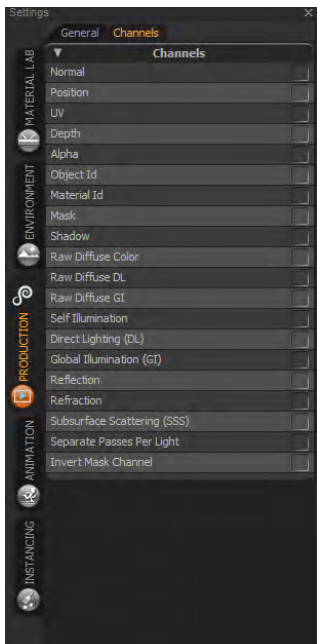 Settings
General Channels
Channels
Normal
Position
UV
Depth
Alpha
Object Id
Material Id
Mask
Shadow
Raw Diffuse Color
Raw Diffuse DL
Raw Diffuse GI
Self Illumination
Direct Lighting (DL)
Global Illumination (GI)
Reflection
Refraction
Subsurface Scattering (SSS)
Separate Passes Per Light
Invert Mask Channel
MATERIAL LAB
ENVIRONMENT
PRODUCTION
ANIMATION
INSTANCING